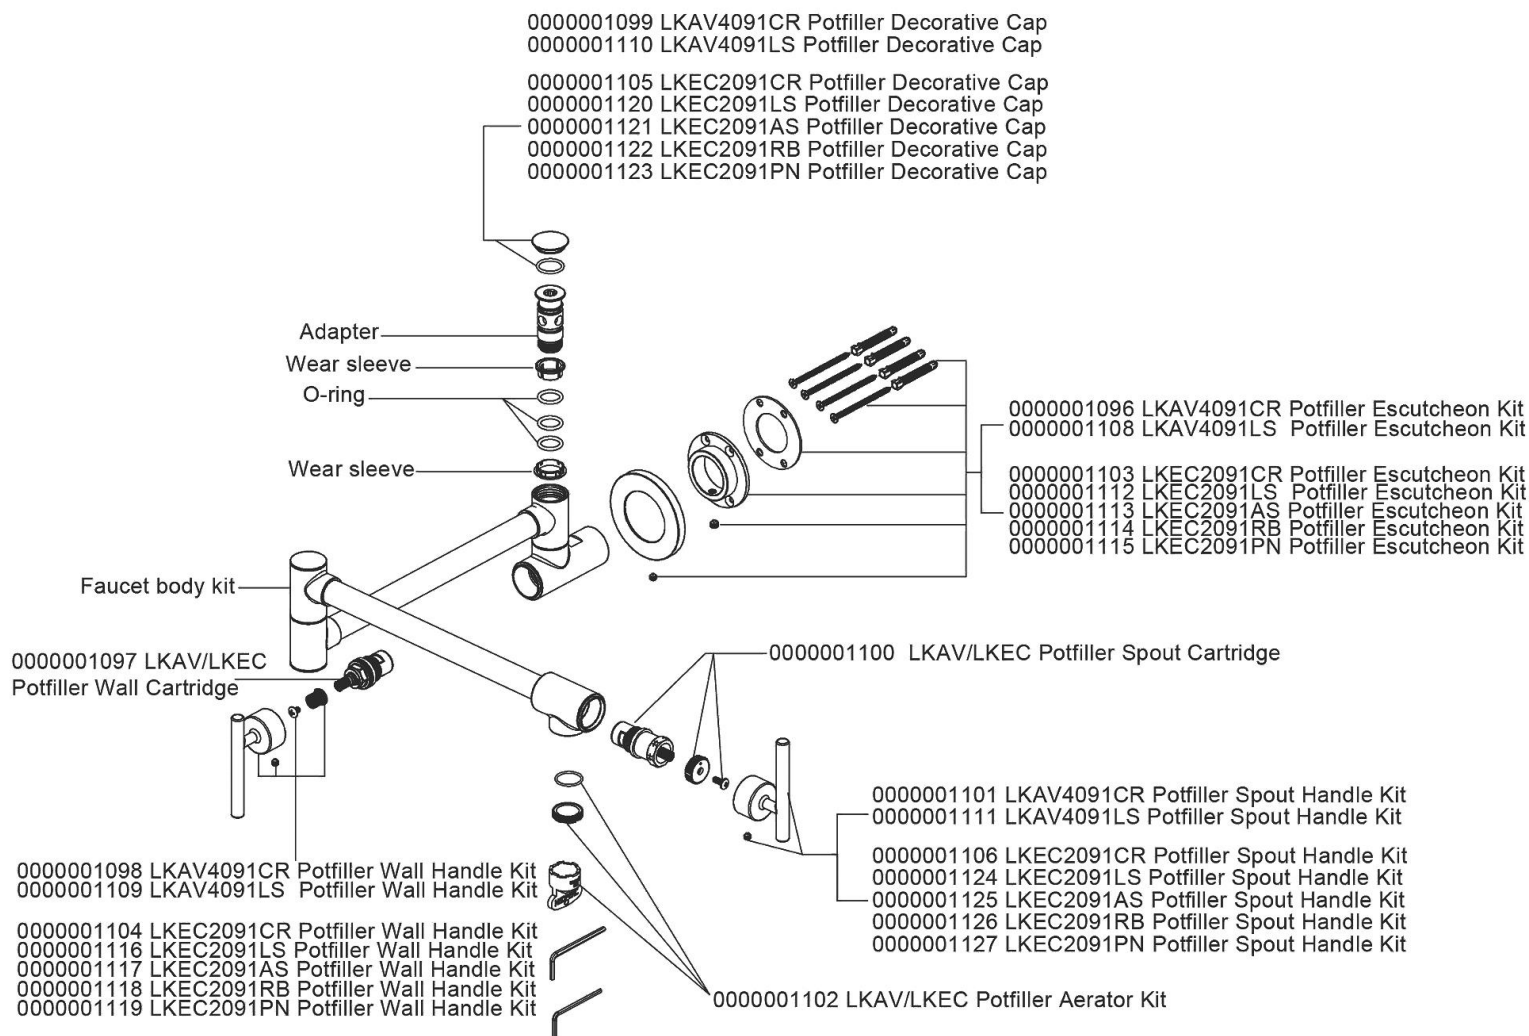 0000001099 LKAV4091CR Potfiller Decorative Cap
0000001110 LKAV4091LS Potfiller Decorative Cap
0000001105 LKEC2091CR Potfiller Decorative Cap
0000001120 LKEC2091LS Potfiller Decorative Cap
0000001121 LKEC2091AS Potfiller Decorative Cap
0000001122 LKEC2091RB Potfiller Decorative Cap
0000001123 LKEC2091PN Potfiller Decorative Cap
Adapter
Wear sleeve
O-ring
Wear sleeve
0000001096 LKAV4091CR Potfiller Escutcheon Kit
0000001108 LKAV4091LS Potfiller Escutcheon Kit
0000001103 LKEC2091CR Potfiller Escutcheon Kit
0000001112 LKEC2091LS Potfiller Escutcheon Kit
0000001113 LKEC2091AS Potfiller Escutcheon Kit
0000001114 LKEC2091RB Potfiller Escutcheon Kit
0000001115 LKEC2091PN Potfiller Escutcheon Kit
Faucet body kit
0000001097 LKAV/LKEC
Potfiller Wall Cartridge
0000001100 LKAV/LKEC Potfiller Spout Cartridge
0000001101 LKAV4091CR Potfiller Spout Handle Kit
0000001111 LKAV4091LS Potfiller Spout Handle Kit
0000001106 LKEC2091CR Potfiller Spout Handle Kit
0000001124 LKEC2091LS Potfiller Spout Handle Kit
0000001125 LKEC2091AS Potfiller Spout Handle Kit
0000001126 LKEC2091RB Potfiller Spout Handle Kit
0000001127 LKEC2091PN Potfiller Spout Handle Kit
0000001098 LKAV4091CR Potfiller Wall Handle Kit
0000001109 LKAV4091LS Potfiller Wall Handle Kit
0000001104 LKEC2091CR Potfiller Wall Handle Kit
0000001116 LKEC2091LS Potfiller Wall Handle Kit
0000001117 LKEC2091AS Potfiller Wall Handle Kit
0000001118 LKEC2091RB Potfiller Wall Handle Kit
0000001119 LKEC2091PN Potfiller Wall Handle Kit
0000001102 LKAV/LKEC Potfiller Aerator Kit